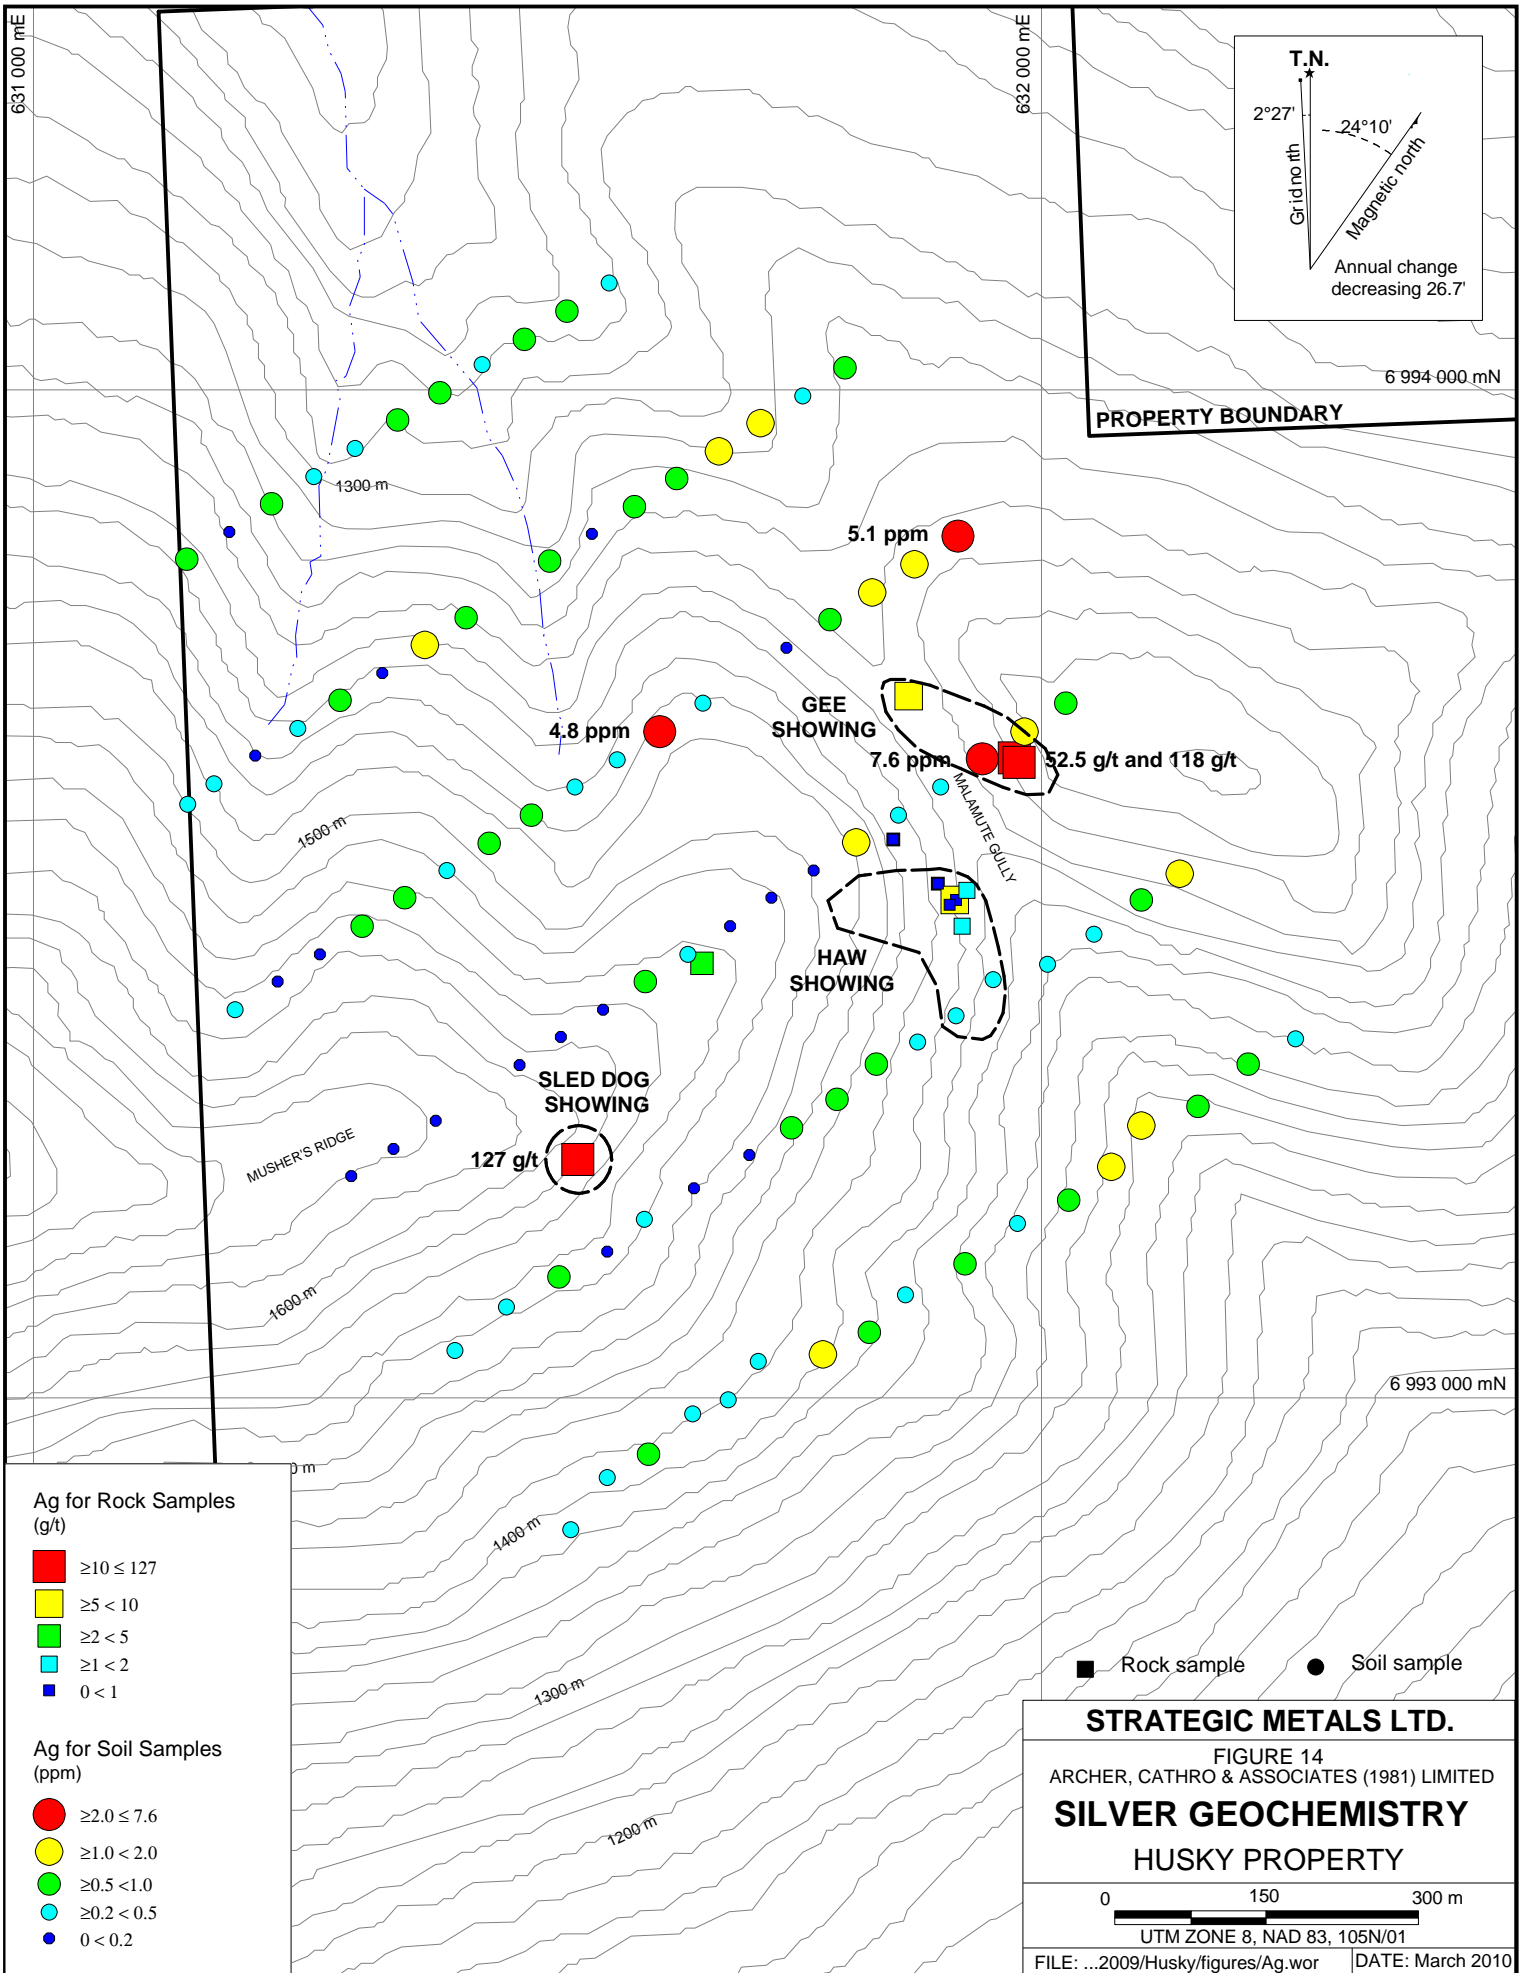 631 000 mE
632 000 mE
T.N.
2°27'
24°10'
Grid north
Magnetic north
Annual change
decreasing 26.7'
6 994 000 mN
PROPERTY BOUNDARY
1300 m
5.1 ppm
GEE
SHOWING
4.8 ppm
7.6 ppm
52.5 g/t and 118 g/t
MALAMUTE GULLY
1500 m
HAW
SHOWING
SLED DOG
SHOWING
MUSHER'S RIDGE
127 g/t
1600 m
6 993 000 mN
0 m
1400 m
1300 m
1200 m
Ag for Rock Samples
(g/t)
≥10 ≤ 127
≥5 < 10
≥2 < 5
≥1 < 2
0 < 1
Ag for Soil Samples
(ppm)
≥2.0 ≤ 7.6
≥1.0 < 2.0
≥0.5 <1.0
≥0.2 < 0.5
0 < 0.2
Rock sample
Soil sample
STRATEGIC METALS LTD.
FIGURE 14
ARCHER, CATHRO & ASSOCIATES (1981) LIMITED
SILVER GEOCHEMISTRY
HUSKY PROPERTY
0 150 300 m
UTM ZONE 8, NAD 83, 105N/01
FILE: ...2009/Husky/figures/Ag.wor
DATE: March 2010